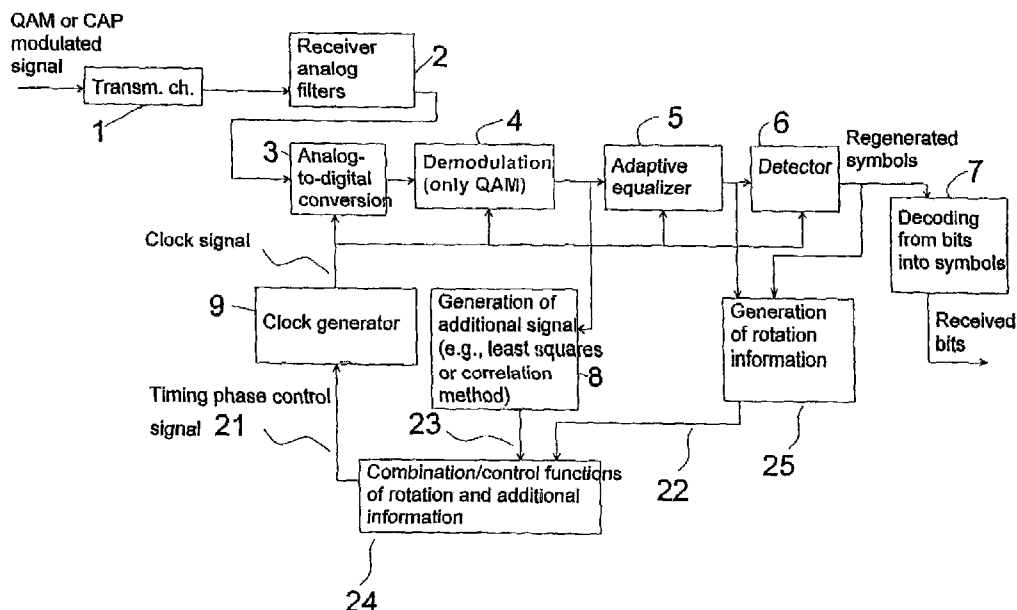 QAM or CAP
modulated
signal
Transm. ch.
1
Receiver
analog
filters
2
3
Analog-
to-digital
conversion
4
Demodulation
(only QAM)
5
Adaptive
equalizer
6
Detector
Regenerated
symbols
7
Decoding
from bits
into symbols
Received
bits
Clock signal
9
Clock generator
Generation of
additional signal
(e.g., least squares
or correlation
method)
8
Generation
of rotation
information
25
Timing phase control
signal 21
23
22
Combination/control functions
of rotation and additional
information
24